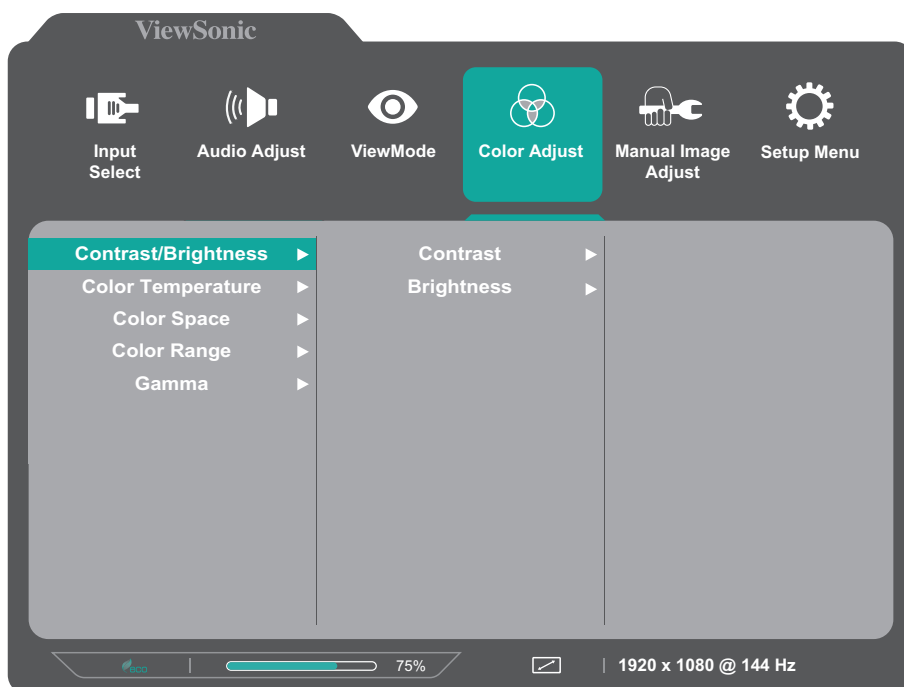 ViewSonic
Input Select
Audio Adjust
ViewMode
Color Adjust
Manual Image Adjust
Setup Menu
Contrast/Brightness
Color Temperature
Color Space
Color Range
Gamma
Contrast
Brightness
75%
1920 x 1080 @ 144 Hz